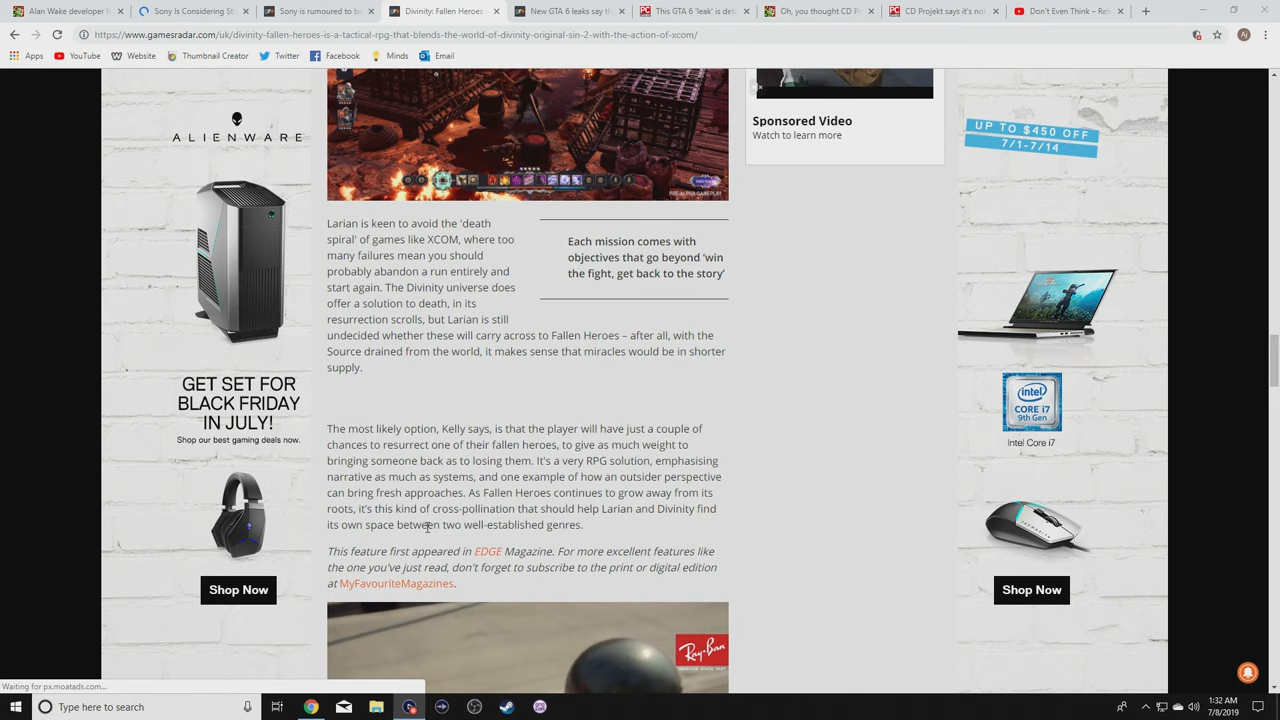 Alan Wake developer h
Sony Is Considering Stu
Sony is rumoured to be
Divinity: Fallen Heroes
New GTA 6 leaks say th
This GTA 6 'leak' is dete
Oh, you thought CD Pr
CD Projekt says it's not
Don't Even Think – Rele
https://www.gamesradar.com/uk/divinity-fallen-heroes-is-a-tactical-rpg-that-blends-the-world-of-divinity-original-sin-2-with-the-action-of-xcom/
Apps
YouTube
Website
Thumbnail Creator
Twitter
Facebook
Minds
Email
ALIENWARE
GET SET FOR
BLACK FRIDAY
IN JULY!
Shop our best gaming deals now.
Shop Now
PRE-ALPHA GAMEPLAY
Larian is keen to avoid the 'death
spiral' of games like XCOM, where too
many failures mean you should
probably abandon a run entirely and
start again. The Divinity universe does
offer a solution to death, in its
resurrection scrolls, but Larian is still
undecided whether these will carry across to Fallen Heroes – after all, with the
Source drained from the world, it makes sense that miracles would be in shorter
supply.
Each mission comes with
objectives that go beyond 'win
the fight, get back to the story'
The most likely option, Kelly says, is that the player will have just a couple of
chances to resurrect one of their fallen heroes, to give as much weight to
bringing someone back as to losing them. It's a very RPG solution, emphasising
narrative as much as systems, and one example of how an outsider perspective
can bring fresh approaches. As Fallen Heroes continues to grow away from its
roots, it's this kind of cross-pollination that should help Larian and Divinity find
its own space between two well-established genres.
This feature first appeared in EDGE Magazine. For more excellent features like
the one you've just read, don't forget to subscribe to the print or digital edition
at MyFavouriteMagazines.
Ray-Ban
Sponsored Video
Watch to learn more
UP TO $450 OFF
7/1-7/14
intel
CORE i7
9th Gen
Intel Core i7
Shop Now
Waiting for px.moatads.com...
Type here to search
1:32 AM
7/8/2019